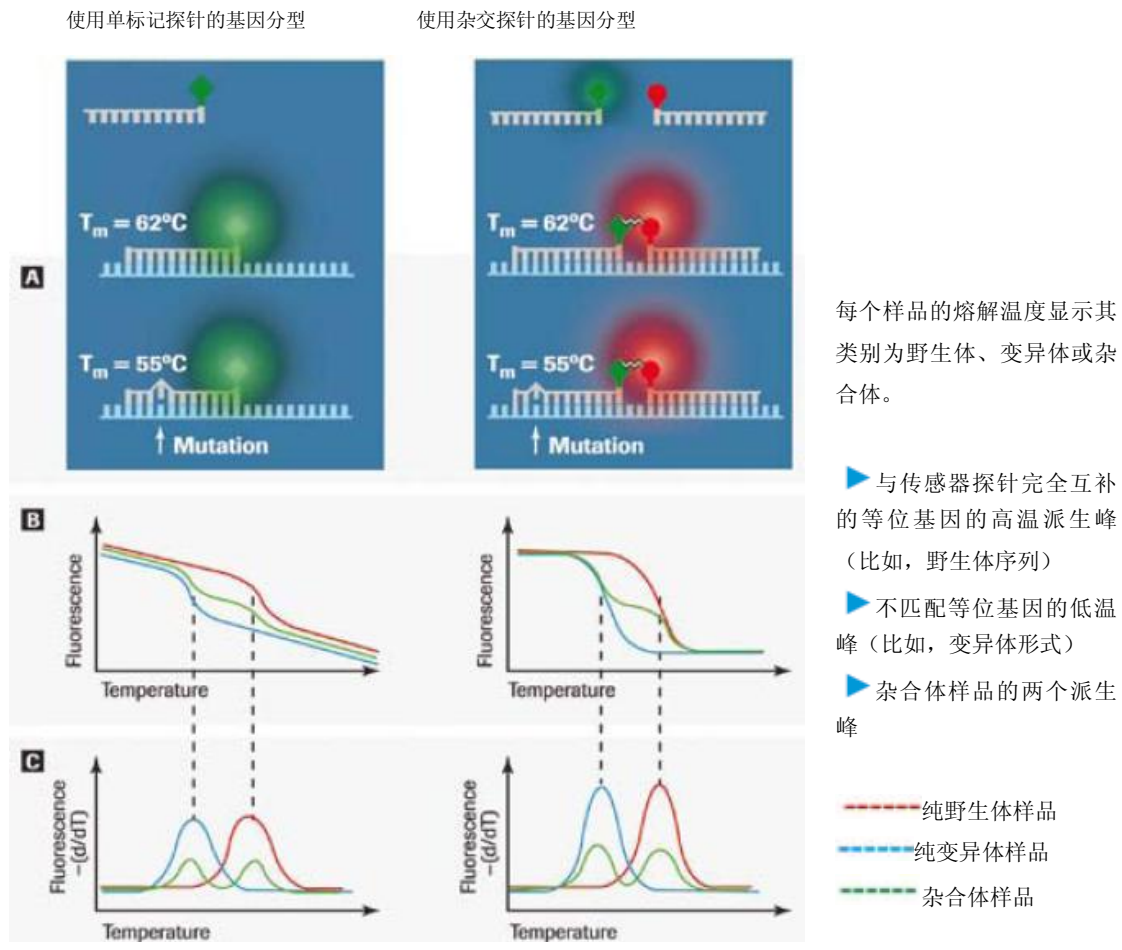 使用单标记探针的基因分型
使用杂交探针的基因分型
A
Tm = 62°C
Tm = 55°C
Mutation
Tm = 62°C
Tm = 55°C
Mutation
每个样品的熔解温度显示其
类别为野生体、变异体或杂
合体。
与传感器探针完全互补
的等位基因的高温派生峰
（比如，野生体序列）
不匹配等位基因的低温
峰（比如，变异体形式）
杂合体样品的两个派生
峰
B
Fluorescence
Temperature
Fluorescence
Temperature
C
Fluorescence
-(d/dT)
Temperature
Fluorescence
-(d/dT)
Temperature
纯野生体样品
纯变异体样品
杂合体样品